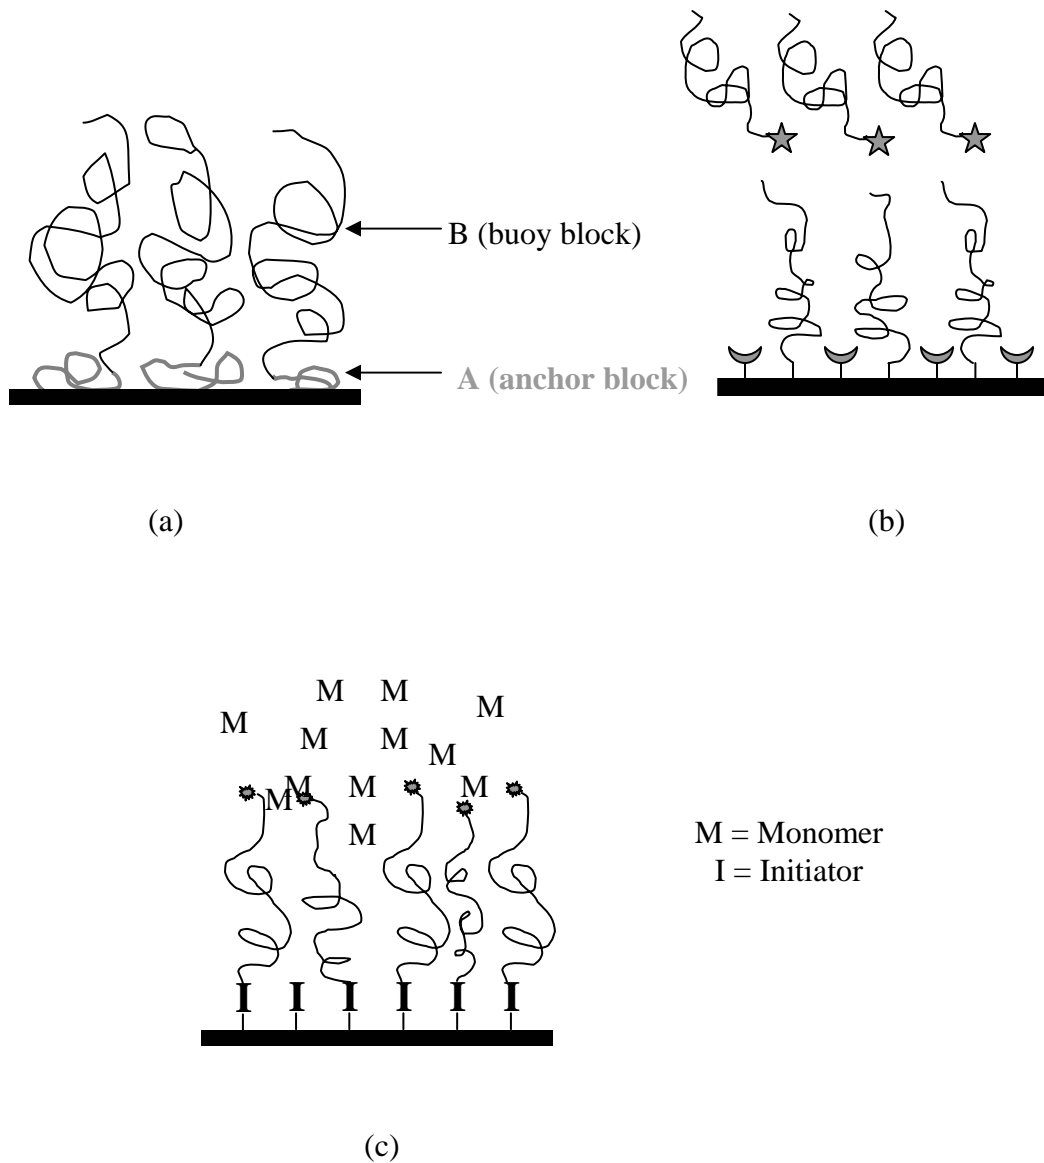 B (buoy block)
A (anchor block)
(a)
(b)
M M
M M
M M M
M M M M
M
M
M = Monomer
I = Initiator
I I I I I I
(c)